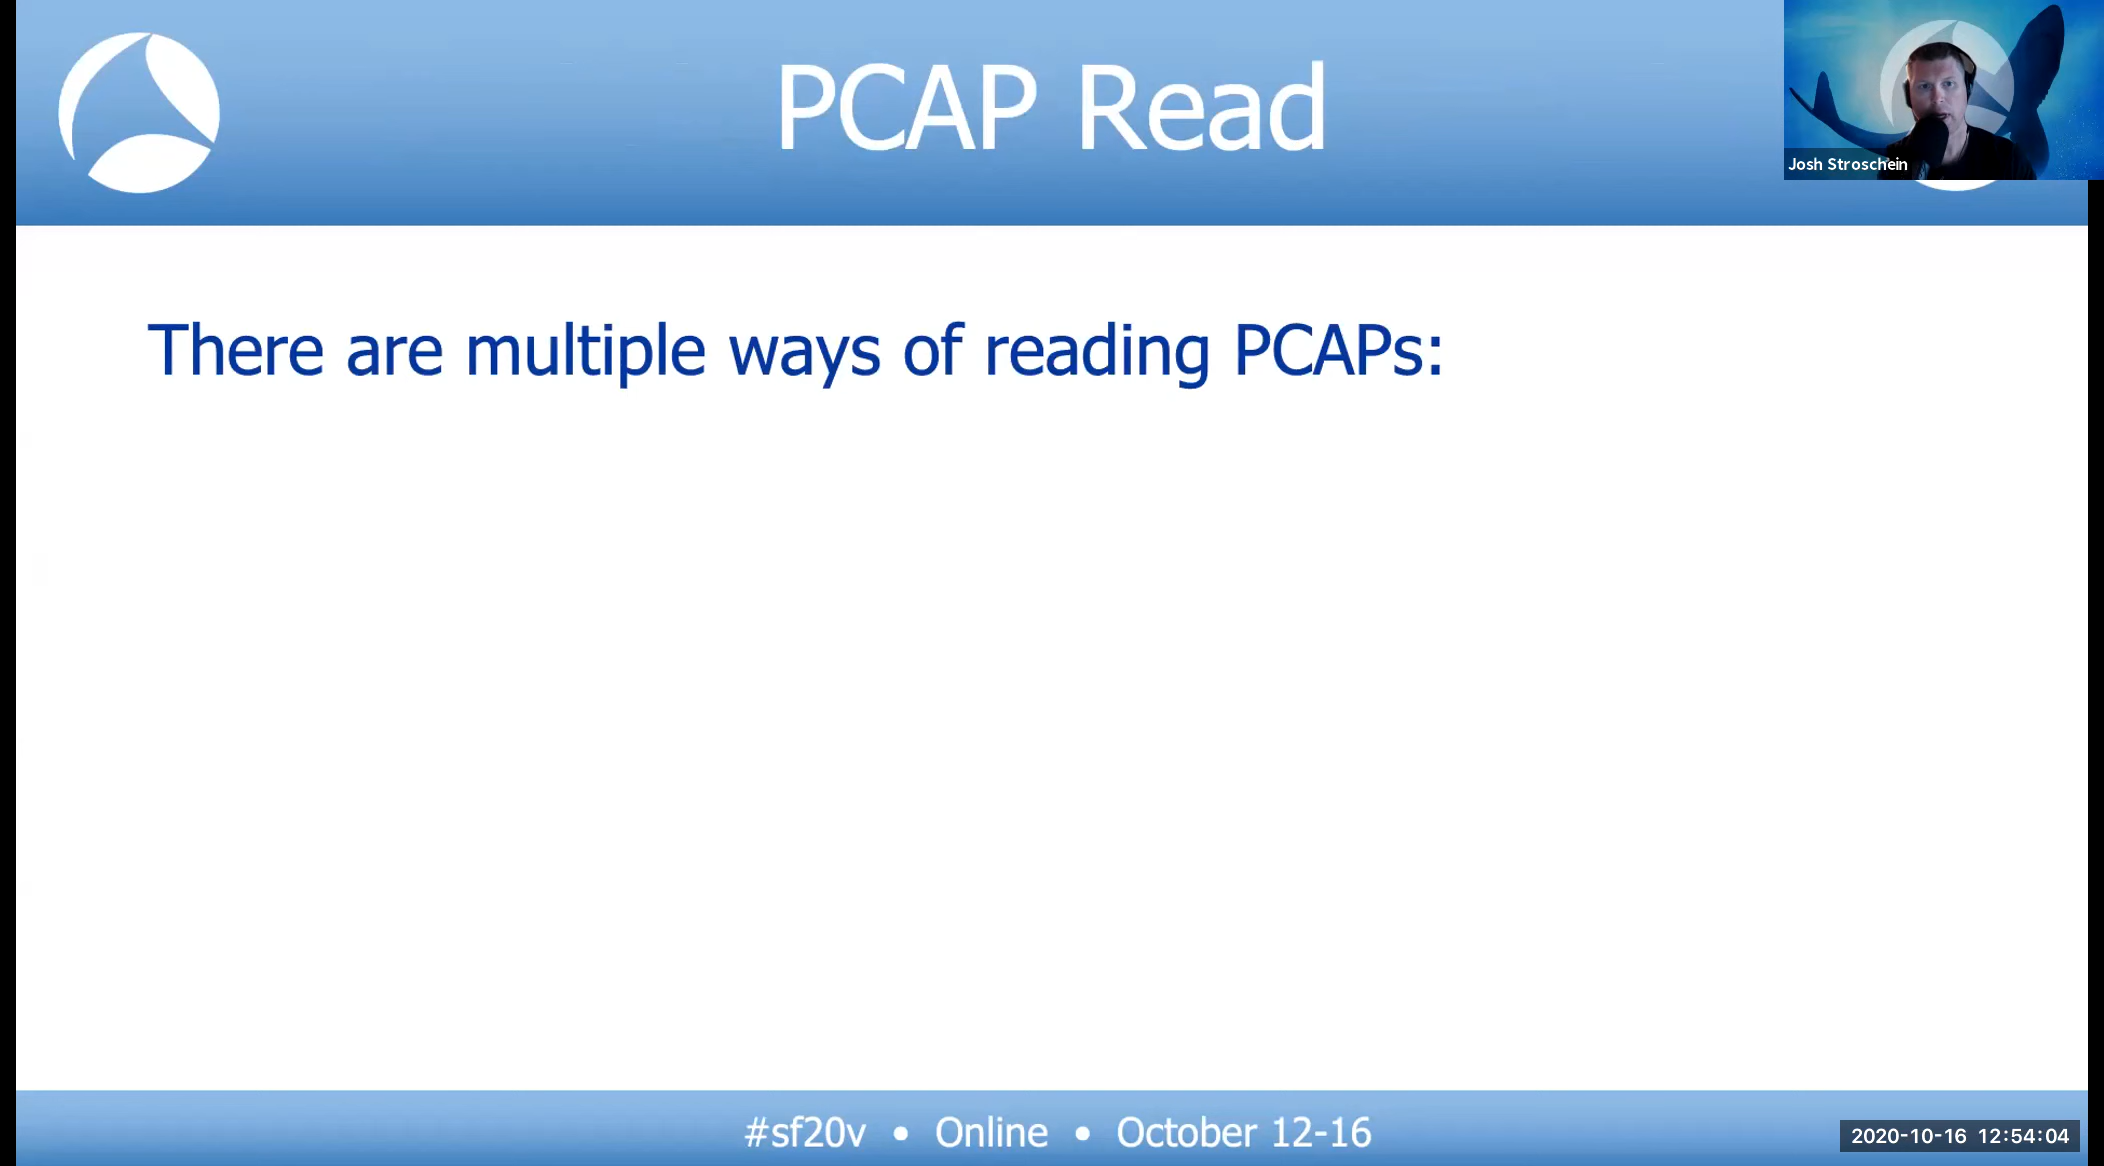 PCAP Read
Josh Stroschein
There are multiple ways of reading PCAPs:
#sf20v • Online • October 12-16
2020-10-16 12:54:04